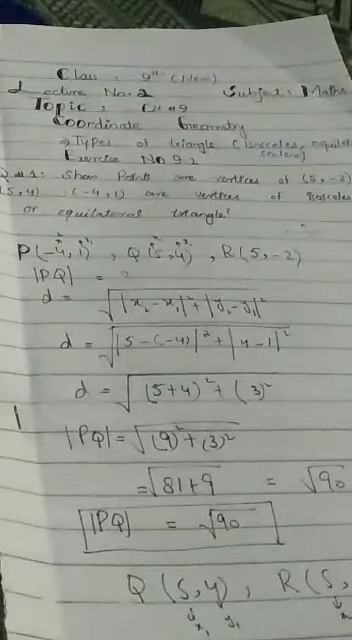 Class : 9th (New)
Lecture No. 2 Subject : Maths
Topic : CH #9
Coordinate Geometry
⇒ Types of triangle (isosceles, equil
scalene)
Exercise No 9.2
Q #1: Show Points are vertices of (5, -2)
(5,4) , (-4,1) are vertices of isosceles
or equilateral triangle?
P(-4, 1) , Q (5, 4) , R(5, -2)
|PQ| = ?
d = √|x₂-x₁|²+|y₂-y₁|²
d = √|5-(-4)|²+|4-1|²
d = √(5+4)²+(3)²
|PQ| = √(9)²+(3)²
= √81+9 = √90
|PQ| = √90
Q (5,4) , R(5,
x₁ y₁